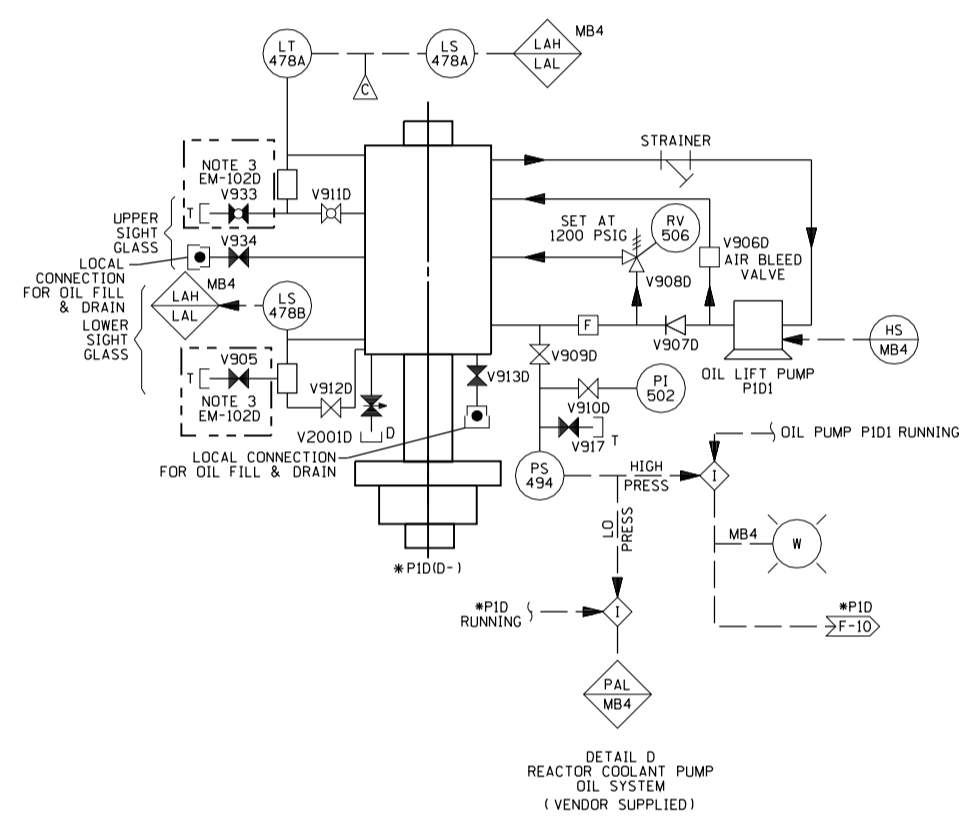 LT
478A
LS
478A
LAH
LAL
MB4
C
STRAINER
NOTE 3
EM-102D
V933
T
V911D
UPPER
SIGHT
GLASS
V934
SET AT
1200 PSIG
RV
506
V906D
AIR BLEED
VALVE
V908D
LOCAL
CONNECTION
FOR OIL FILL
& DRAIN
MB4
LAH
LAL
LS
478B
LOWER
SIGHT
GLASS
F
V907D
HS
MB4
OIL LIFT PUMP
P1D1
V905
T
NOTE 3
EM-102D
V912D
V913D
V909D
V910D
PI
502
V917
T
V2001D
D
LOCAL CONNECTION
FOR OIL FILL & DRAIN
PS
494
HIGH
PRESS
I
OIL PUMP P1D1 RUNNING
LO
PRESS
MB4
W
*P1D(D-)
*P1D
RUNNING
I
*P1D
F-10
PAL
MB4
DETAIL D
REACTOR COOLANT PUMP
OIL SYSTEM
(VENDOR SUPPLIED)